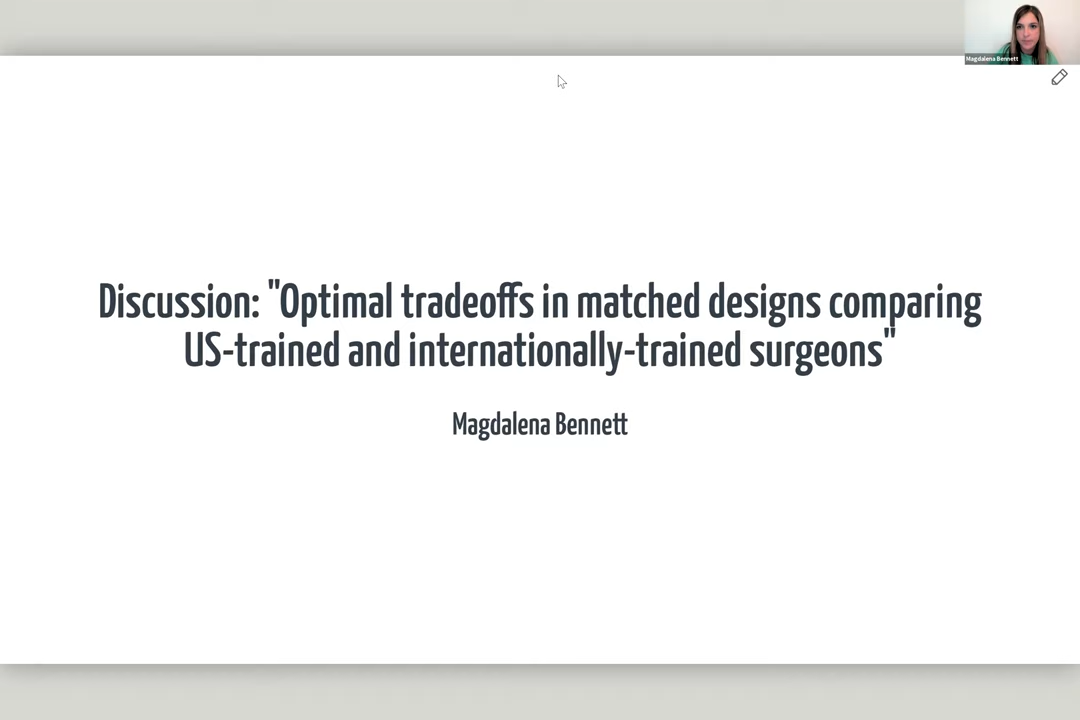 Magdalena Bennett
Discussion: "Optimal tradeoffs in matched designs comparing
US-trained and internationally-trained surgeons"
Magdalena Bennett